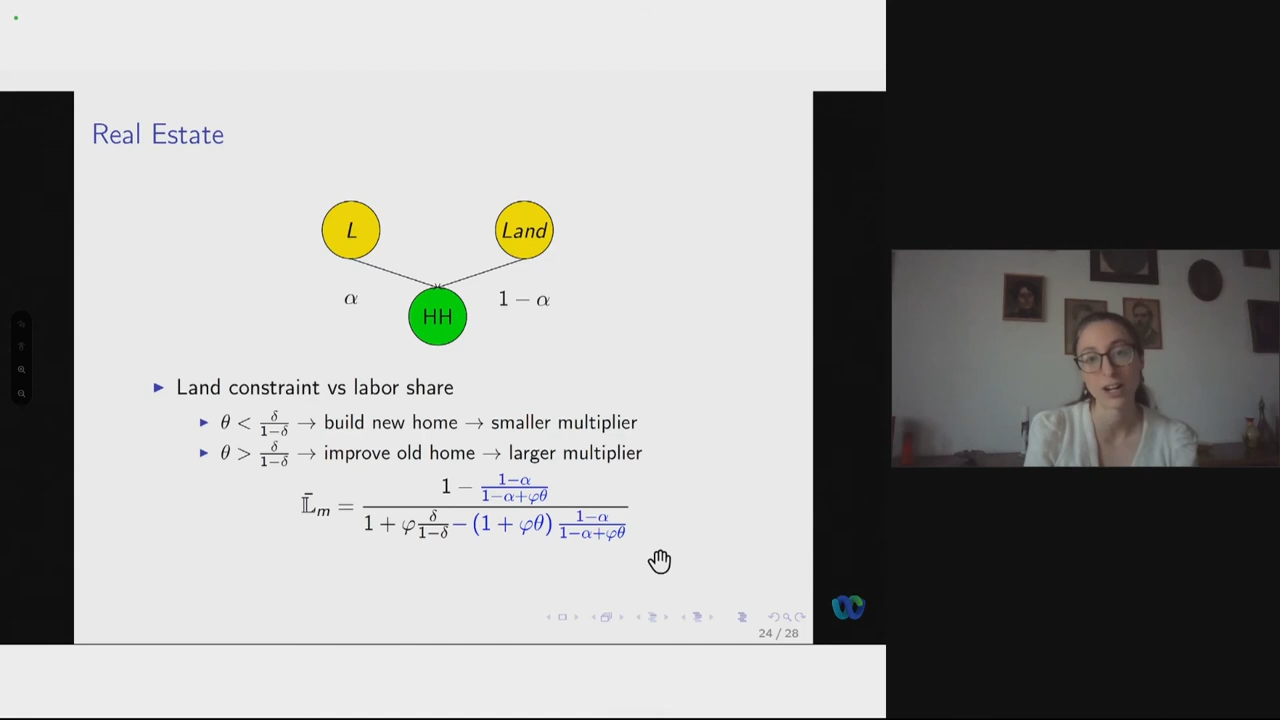 Real Estate
L
Land
α
1 − α
HH
▶ Land constraint vs labor share
▶ θ < δ/(1−δ) → build new home → smaller multiplier
▶ θ > δ/(1−δ) → improve old home → larger multiplier
𝕃̄ₘ = (1 − (1−α)/(1−α+φθ)) / (1 + φ δ/(1−δ) − (1 + φθ) (1−α)/(1−α+φθ))
24 / 28